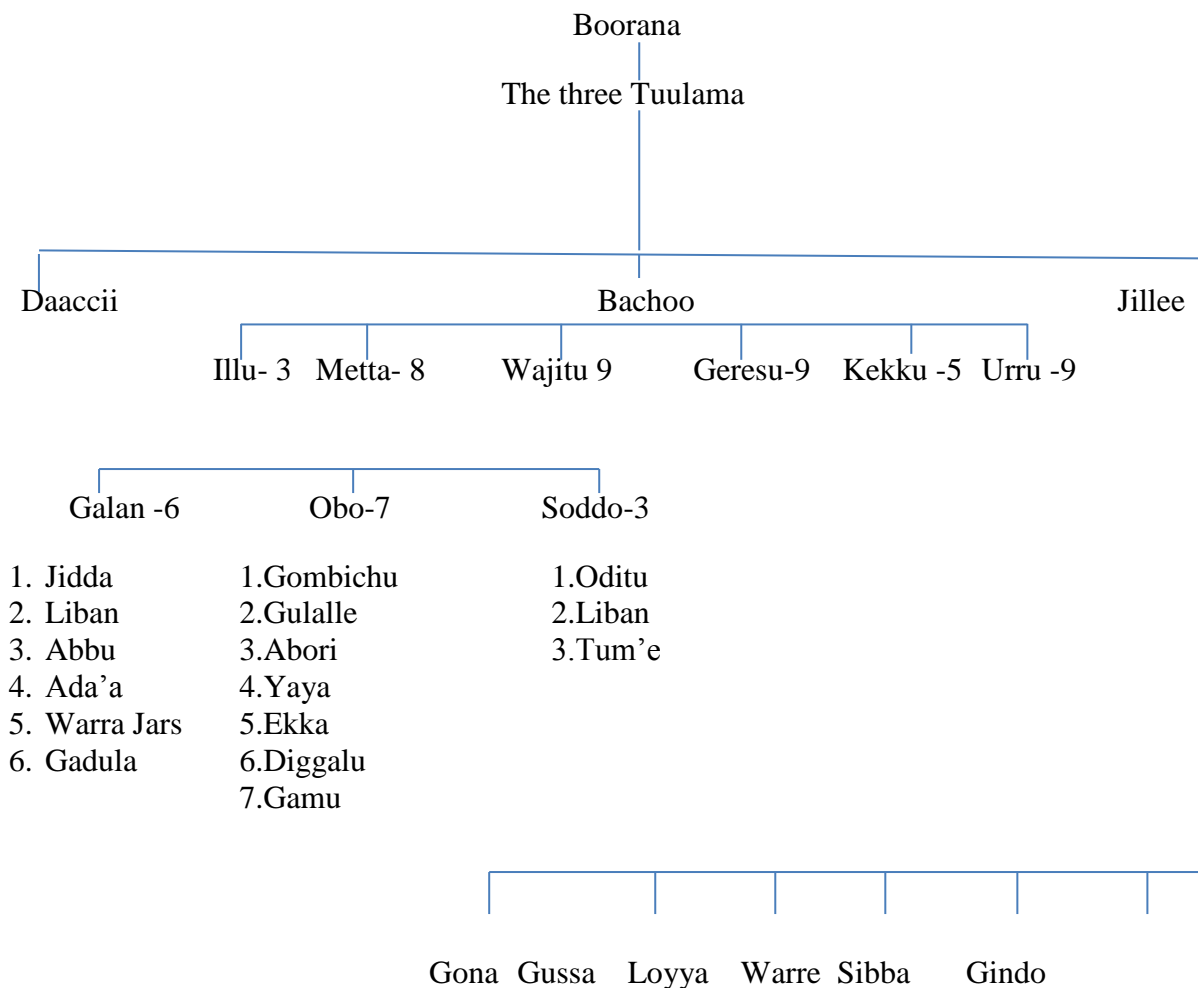 Boorana
The three Tuulama
Daaccii Bachoo Jillee
Illu- 3 Metta- 8 Wajitu 9 Geresu-9 Kekku -5 Urru -9
Galan -6 Obo-7 Soddo-3
1. Jidda 1.Gombichu 1.Oditu
2. Liban 2.Gulalle 2.Liban
3. Abbu 3.Abori 3.Tum’e
4. Ada’a 4.Yaya
5. Warra Jars 5.Ekka
6. Gadula 6.Diggalu
7.Gamu
Gona Gussa Loyya Warre Sibba Gindo